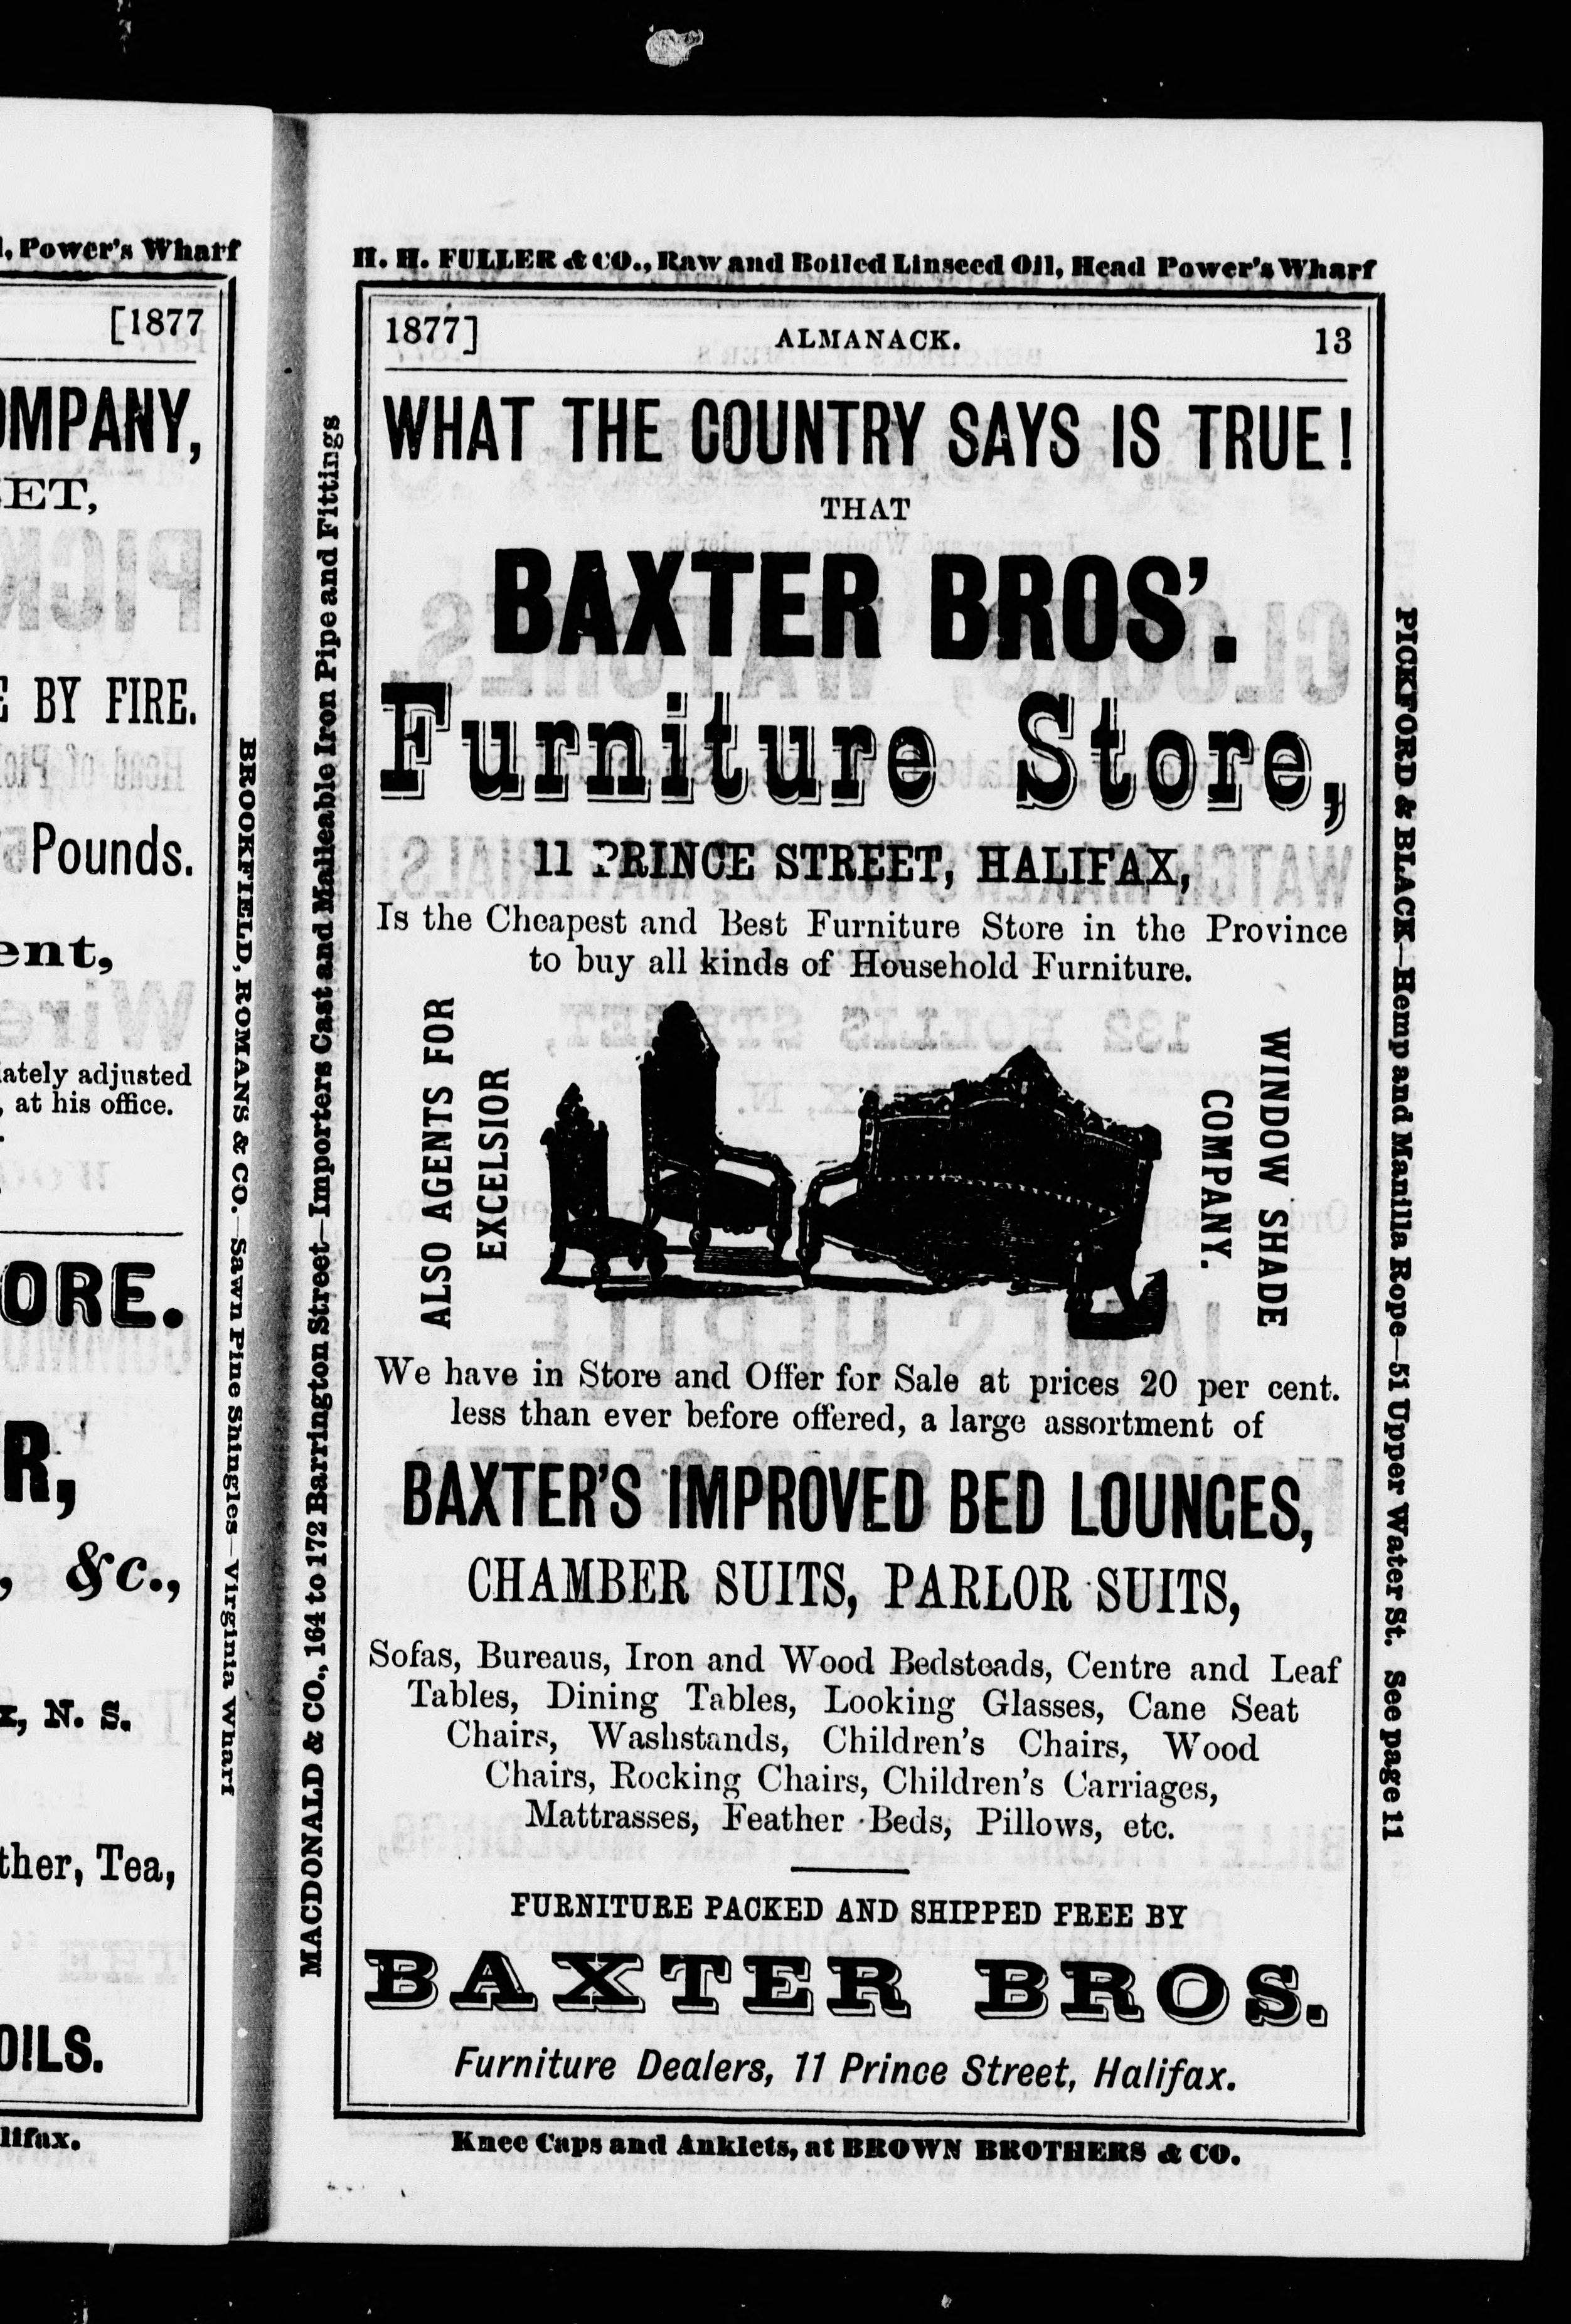 , Power's Wharf
[1877
OMPANY,
ET,
BY FIRE.
Pounds.
ent,
ately adjusted
, at his office.
ORE.
R,
, &c.,
, N. S.
ther, Tea,
OILS.
lifax.
BROOKFIELD, ROMANS & CO.—Sawn Pine Shingles—Virginia Wharf
H. H. FULLER & CO., Raw and Boiled Linseed Oil, Head Power's Wharf
MACDONALD & CO., 164 to 172 Barrington Street—Importers Cast and Malleable Iron Pipe and Fittings
1877] ALMANACK. 13
WHAT THE COUNTRY SAYS IS TRUE!
THAT
BAXTER BROS'.
Furniture Store,
11 PRINCE STREET, HALIFAX,
Is the Cheapest and Best Furniture Store in the Province
to buy all kinds of Household Furniture.
ALSO AGENTS FOR
EXCELSIOR
WINDOW SHADE
COMPANY.
We have in Store and Offer for Sale at prices 20 per cent.
less than ever before offered, a large assortment of
BAXTER'S IMPROVED BED LOUNGES,
CHAMBER SUITS, PARLOR SUITS,
Sofas, Bureaus, Iron and Wood Bedsteads, Centre and Leaf
Tables, Dining Tables, Looking Glasses, Cane Seat
Chairs, Washstands, Children's Chairs, Wood
Chairs, Rocking Chairs, Children's Carriages,
Mattrasses, Feather Beds, Pillows, etc.
FURNITURE PACKED AND SHIPPED FREE BY
BAXTER BROS.
Furniture Dealers, 11 Prince Street, Halifax.
Knee Caps and Anklets, at BROWN BROTHERS & CO.
PICKFORD & BLACK—Hemp and Manilla Rope—51 Upper Water St. See page 11